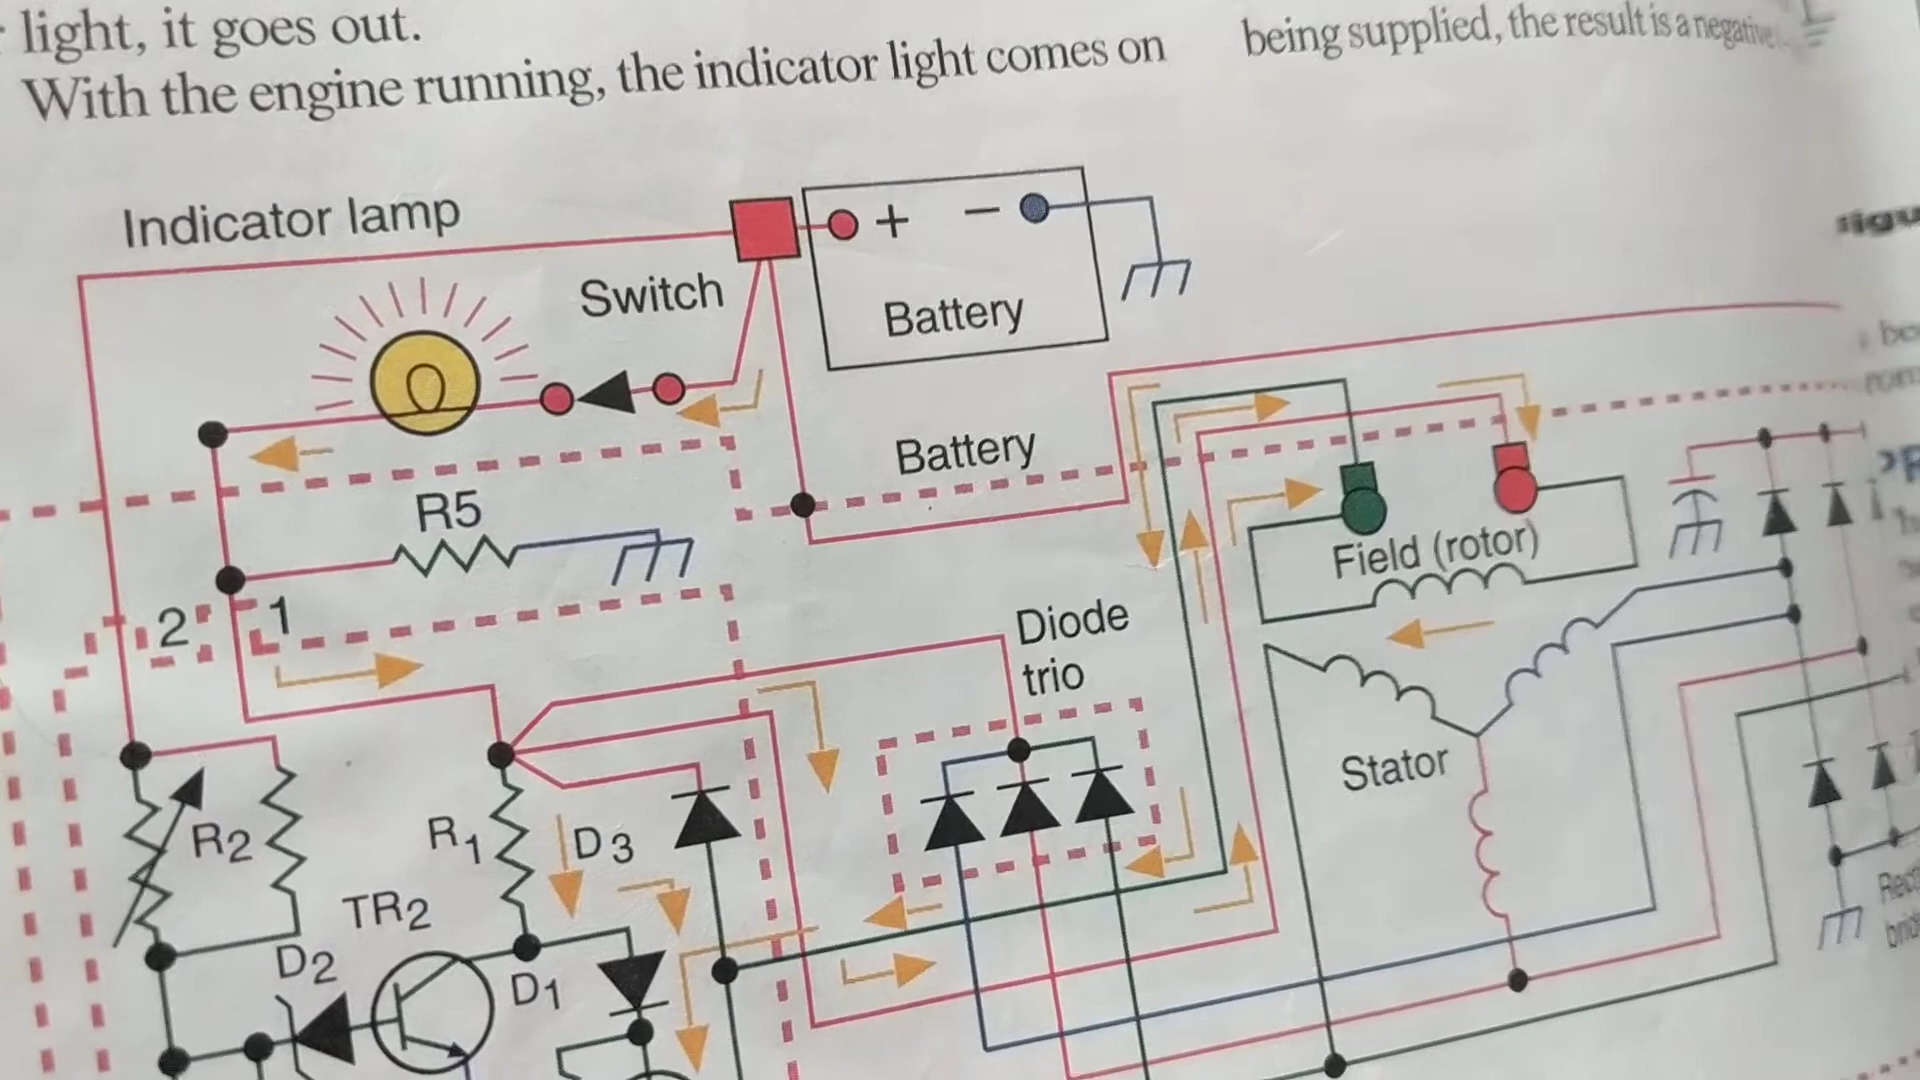 light, it goes out.
With the engine running, the indicator light comes on
being supplied, the result is a negative
Indicator lamp
Switch
+ −
Battery
Battery
R5
Field (rotor)
2
1
Diode
trio
Stator
R2
R1
D3
TR2
D2
D1